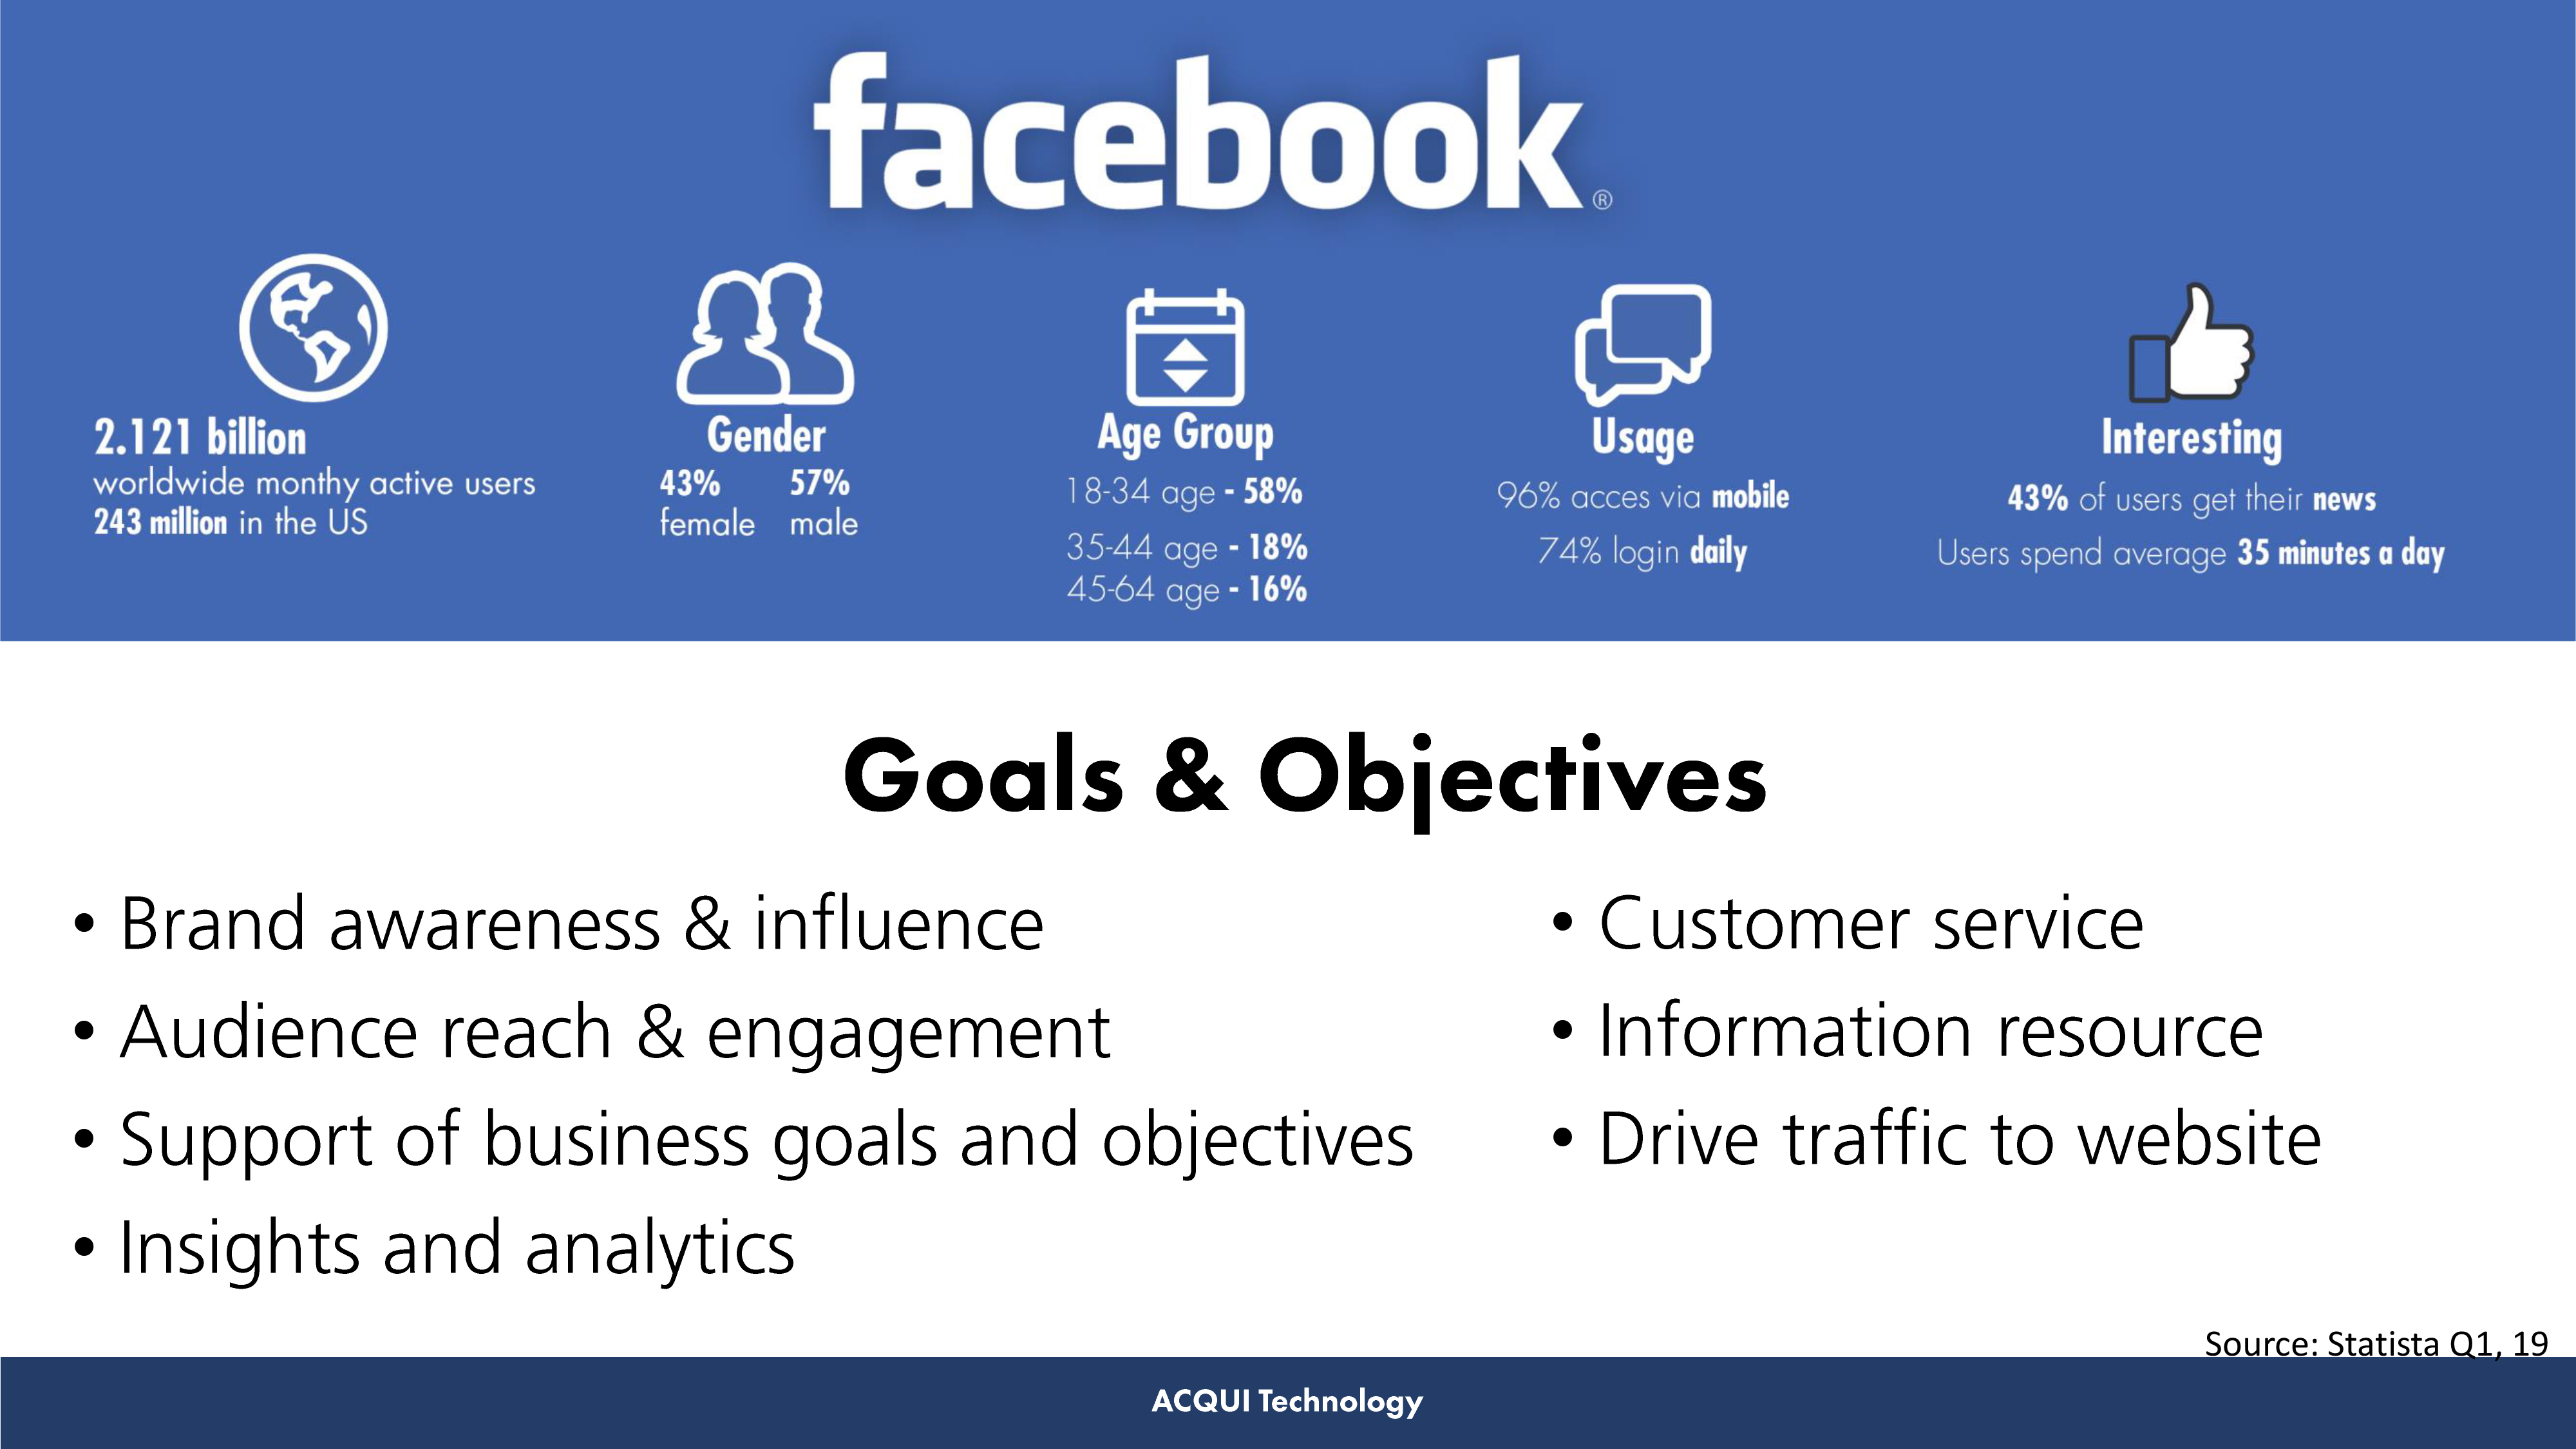 facebook®
2.121 billion
worldwide monthy active users
243 million in the US
Gender
43% 57%
female male
Age Group
18-34 age - 58%
35-44 age - 18%
45-64 age - 16%
Usage
96% acces via mobile
74% login daily
Interesting
43% of users get their news
Users spend average 35 minutes a day
Goals & Objectives
• Brand awareness & influence
• Audience reach & engagement
• Support of business goals and objectives
• Insights and analytics
• Customer service
• Information resource
• Drive traffic to website
Source: Statista Q1, 19
ACQUI Technology